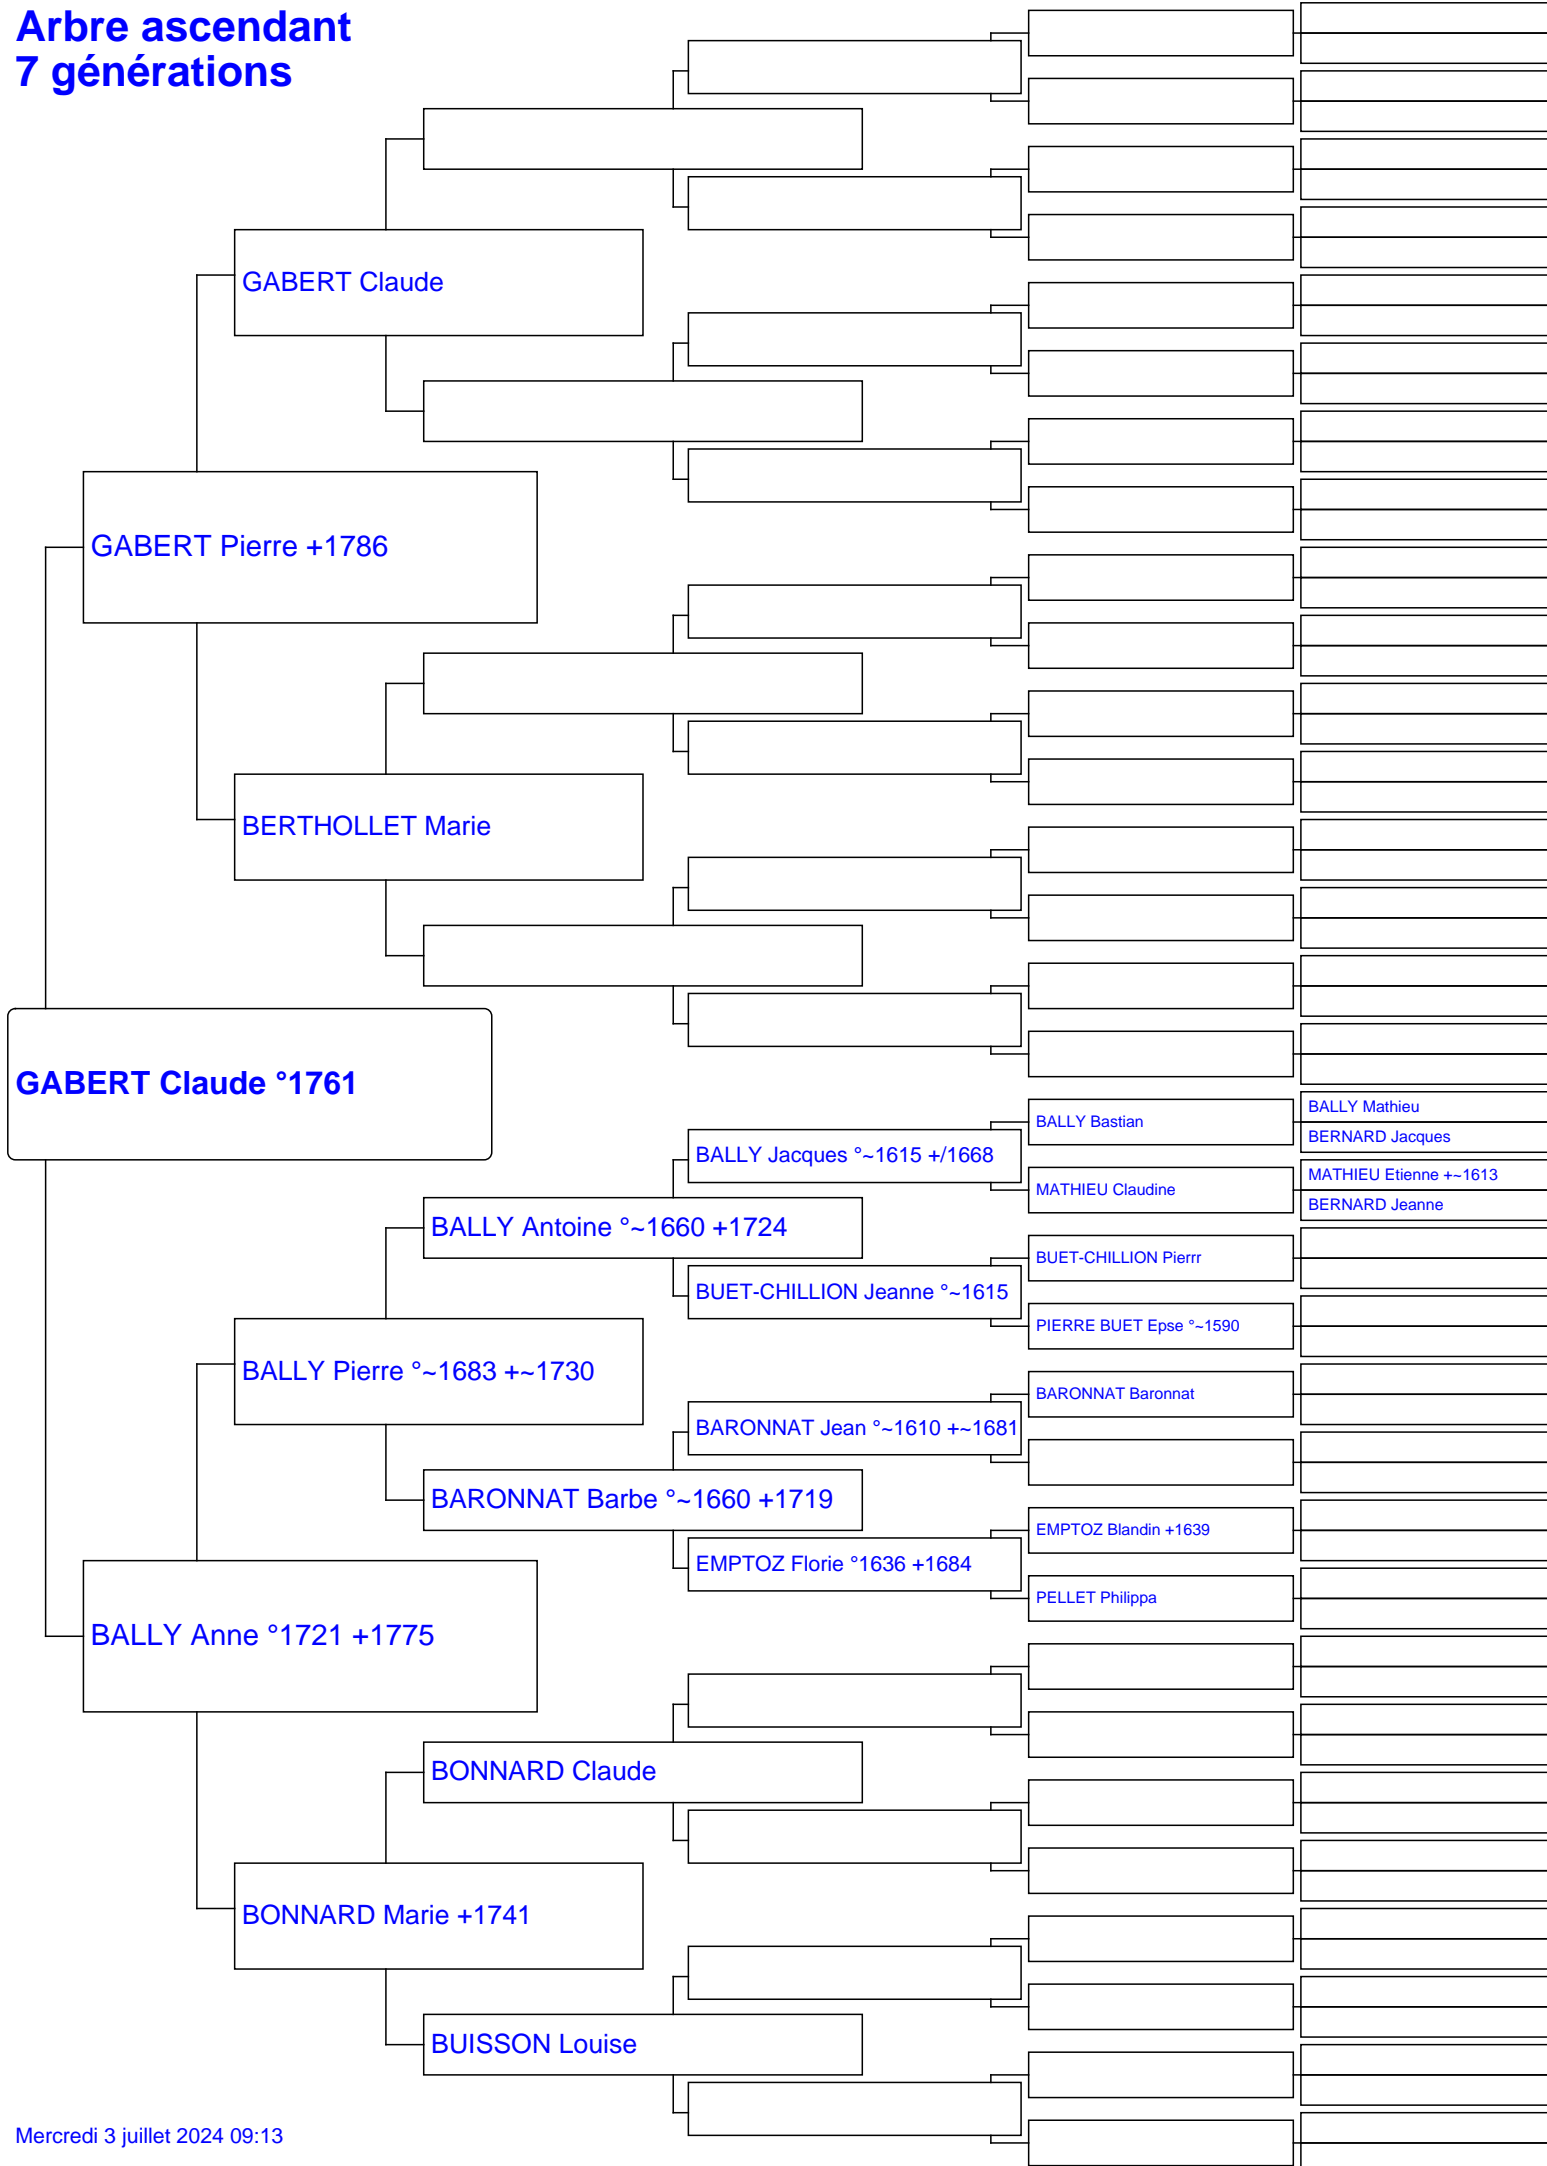 Arbre ascendant
7 générations
GABERT Claude
GABERT Pierre +1786
BERTHOLLET Marie
GABERT Claude °1761
BALLY Mathieu
BALLY Bastian
BERNARD Jacques
BALLY Jacques °~1615 +/1668
MATHIEU Etienne +~1613
MATHIEU Claudine
BERNARD Jeanne
BALLY Antoine °~1660 +1724
BUET-CHILLION Pierrr
BUET-CHILLION Jeanne °~1615
PIERRE BUET Epse °~1590
BALLY Pierre °~1683 +~1730
BARONNAT Baronnat
BARONNAT Jean °~1610 +~1681
BARONNAT Barbe °~1660 +1719
EMPTOZ Blandin +1639
EMPTOZ Florie °1636 +1684
PELLET Philippa
BALLY Anne °1721 +1775
BONNARD Claude
BONNARD Marie +1741
BUISSON Louise
Mercredi 3 juillet 2024 09:13